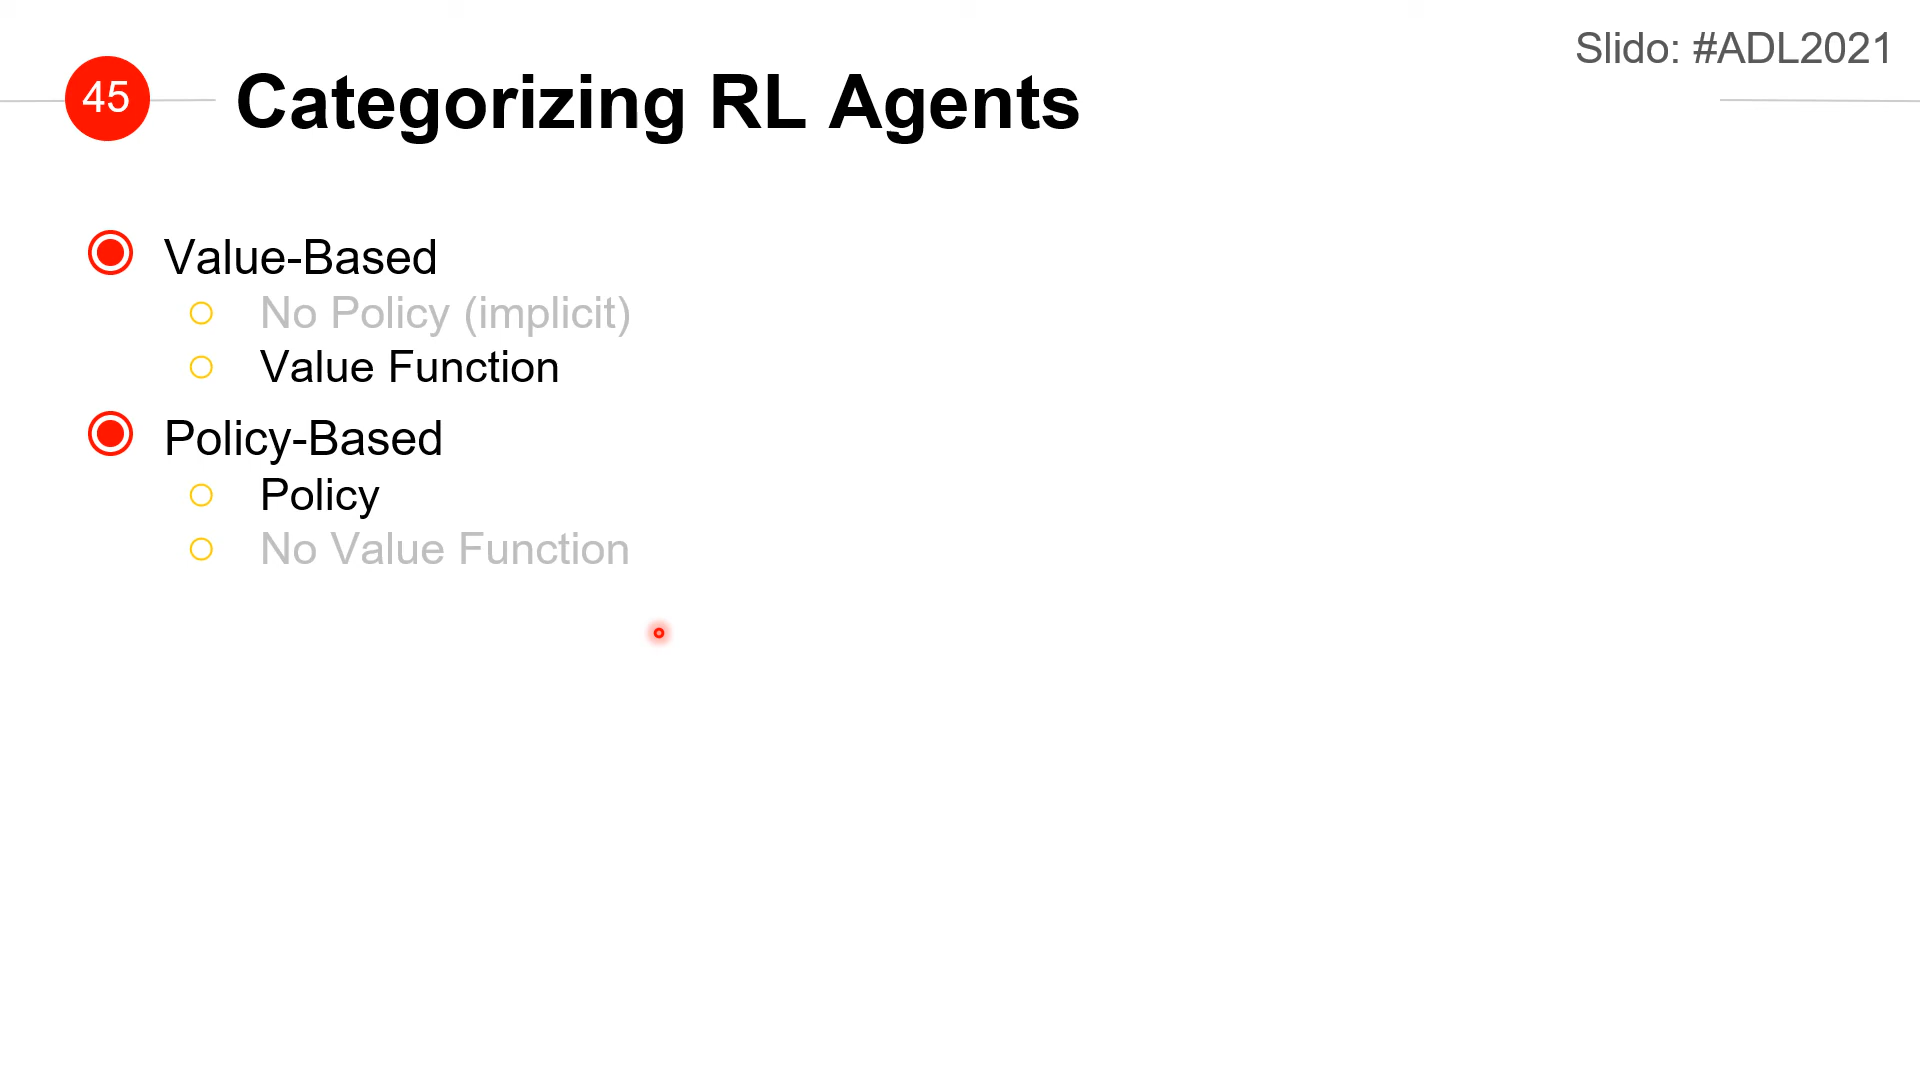 Slido: #ADL2021
45
Categorizing RL Agents
Value-Based
No Policy (implicit)
Value Function
Policy-Based
Policy
No Value Function